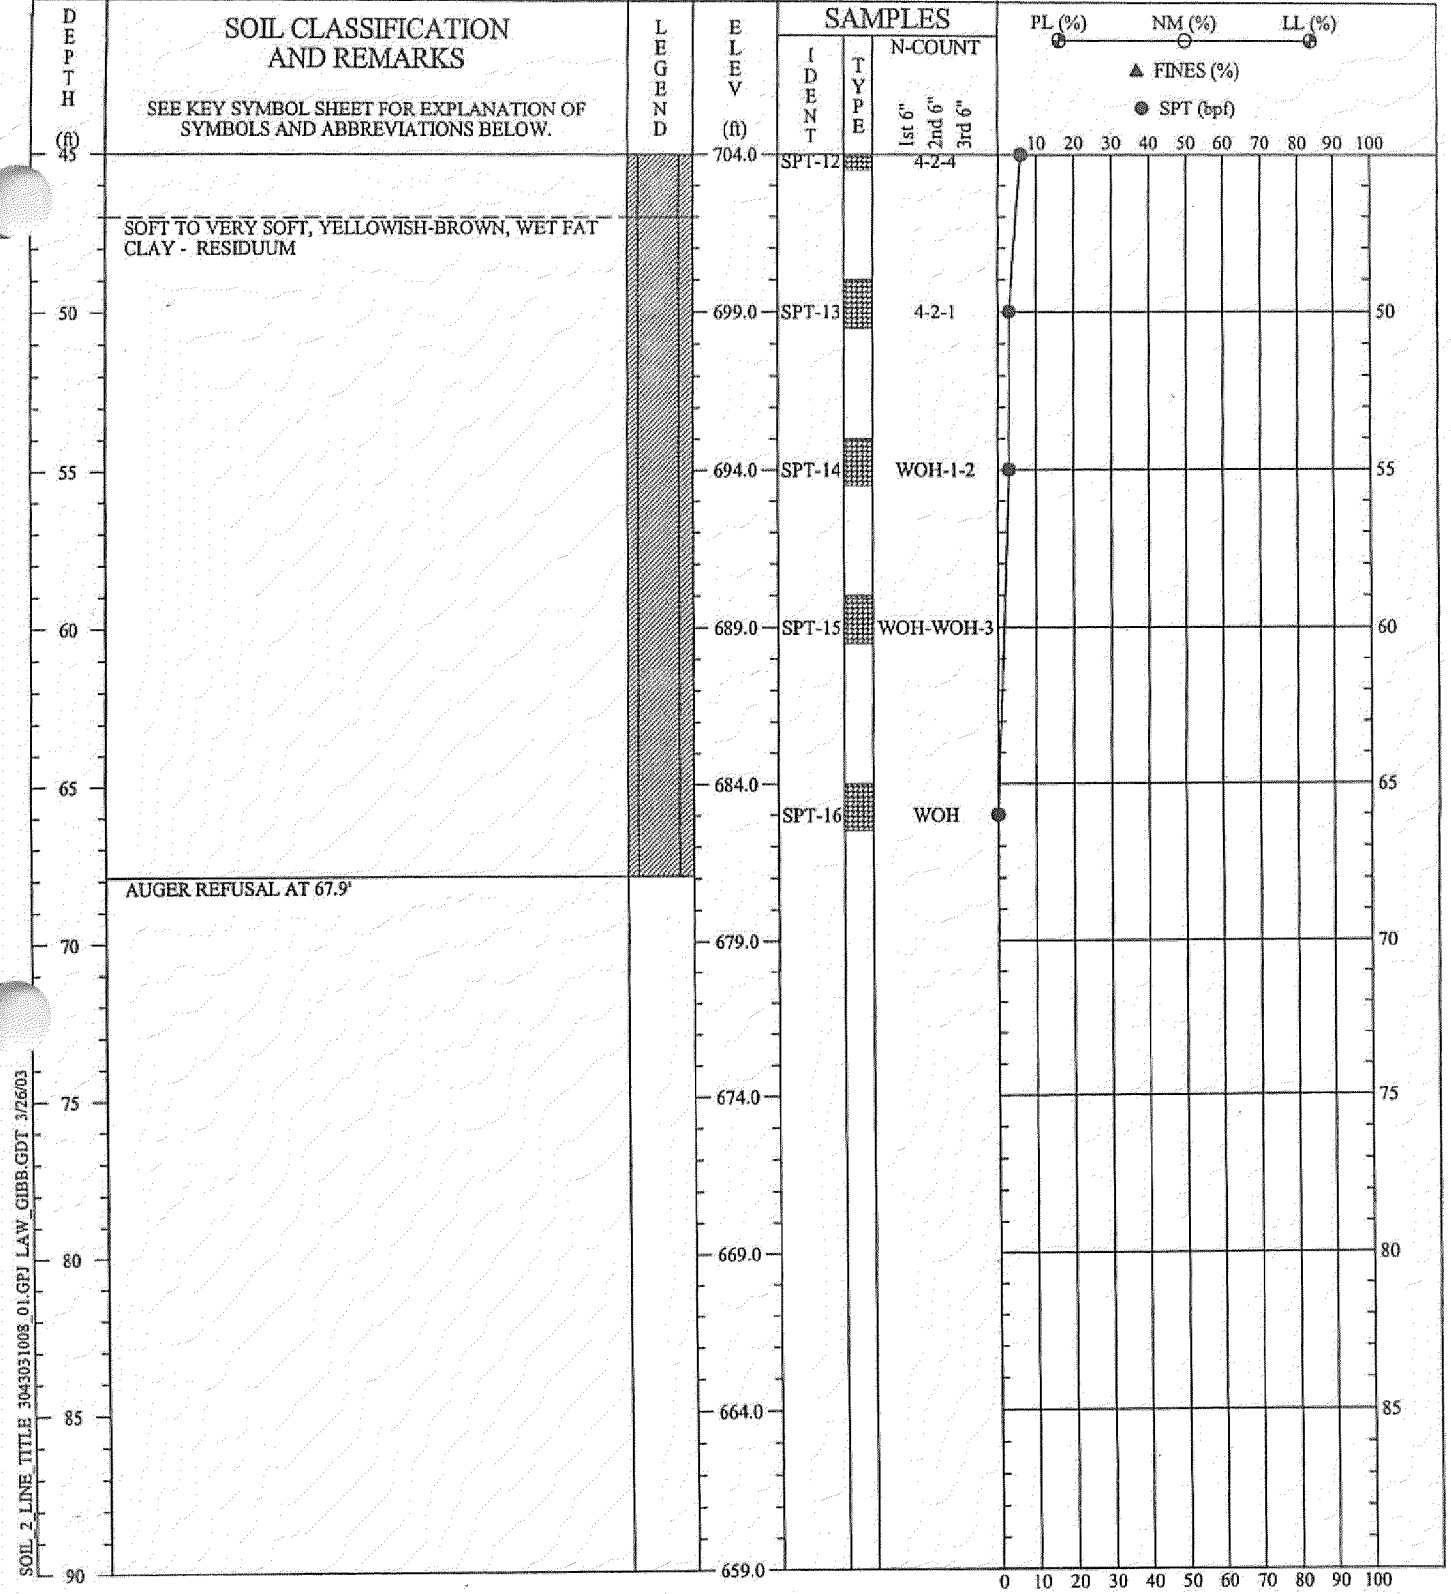 DEPTH
(ft)
SOIL CLASSIFICATION
AND REMARKS
SEE KEY SYMBOL SHEET FOR EXPLANATION OF
SYMBOLS AND ABBREVIATIONS BELOW.
LEGEND
ELEV
(ft)
SAMPLES
IDENT
TYPE
N-COUNT
1st 6"
2nd 6"
3rd 6"
PL (%) NM (%) LL (%)
▲ FINES (%)
● SPT (bpf)
10 20 30 40 50 60 70 80 90 100
45 704.0 SPT-12 4-2-4
SOFT TO VERY SOFT, YELLOWISH-BROWN, WET FAT
CLAY - RESIDUUM
50 699.0 SPT-13 4-2-1 50
55 694.0 SPT-14 WOH-1-2 55
60 689.0 SPT-15 WOH-WOH-3 60
65 684.0 65
SPT-16 WOH
AUGER REFUSAL AT 67.9'
70 679.0 70
75 674.0 75
80 669.0 80
85 664.0 85
90 659.0
0 10 20 30 40 50 60 70 80 90 100
SOIL_2_LINE_TITLE 3043031008_01.GPJ LAW_GIBB.GDT 3/26/03